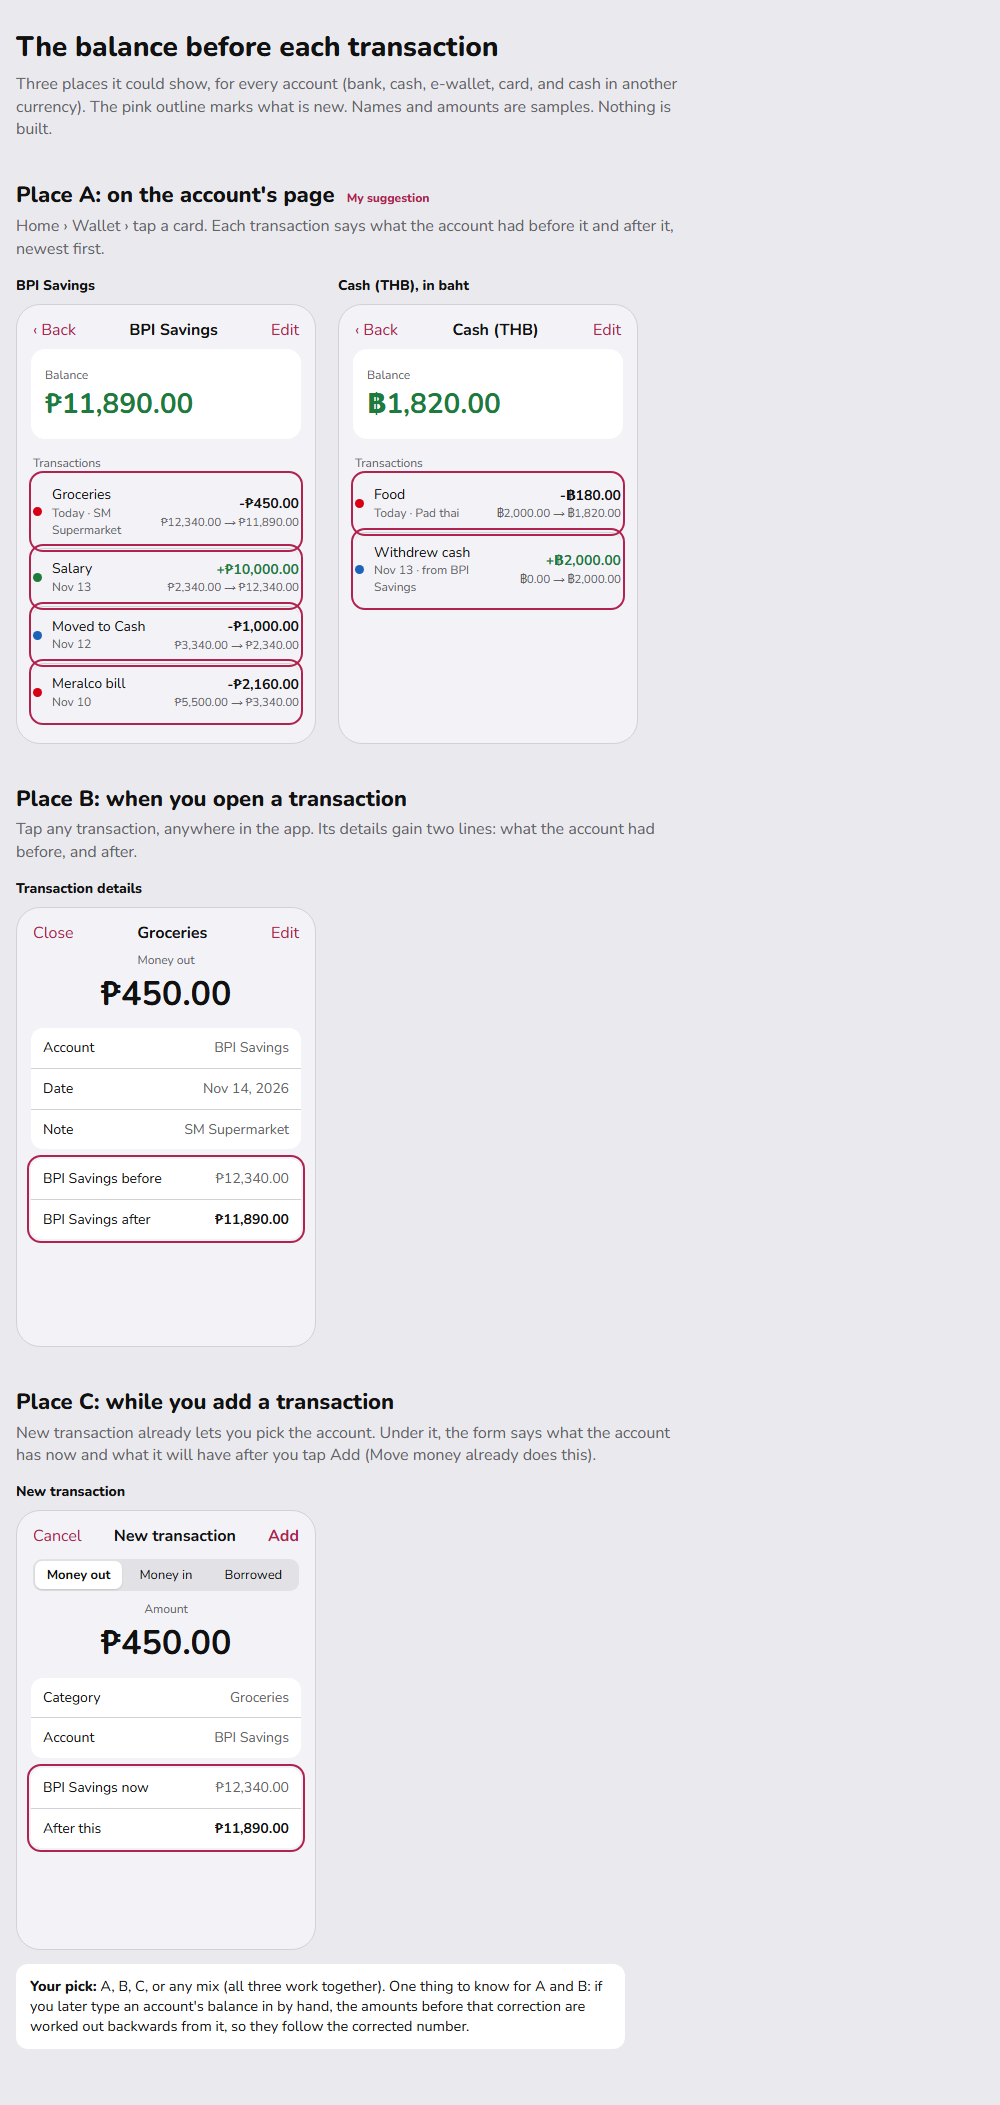 The balance before each transaction
Three places it could show, for every account (bank, cash, e-wallet, card, and cash in another
currency). The pink outline marks what is new. Names and amounts are samples. Nothing is
built.
Place A: on the account's page My suggestion
Home › Wallet › tap a card. Each transaction says what the account had before it and after it,
newest first.
BPI Savings
‹ Back BPI Savings Edit
Balance
₱11,890.00
Transactions
Groceries
Today · SM
Supermarket
-₱450.00
₱12,340.00 → ₱11,890.00
Salary
Nov 13
+₱10,000.00
₱2,340.00 → ₱12,340.00
Moved to Cash
Nov 12
-₱1,000.00
₱3,340.00 → ₱2,340.00
Meralco bill
Nov 10
-₱2,160.00
₱5,500.00 → ₱3,340.00
Cash (THB), in baht
‹ Back Cash (THB) Edit
Balance
฿1,820.00
Transactions
Food
Today · Pad thai
-฿180.00
฿2,000.00 → ฿1,820.00
Withdrew cash
Nov 13 · from BPI
Savings
+฿2,000.00
฿0.00 → ฿2,000.00
Place B: when you open a transaction
Tap any transaction, anywhere in the app. Its details gain two lines: what the account had
before, and after.
Transaction details
Close Groceries Edit
Money out
₱450.00
Account BPI Savings
Date Nov 14, 2026
Note SM Supermarket
BPI Savings before ₱12,340.00
BPI Savings after ₱11,890.00
Place C: while you add a transaction
New transaction already lets you pick the account. Under it, the form says what the account
has now and what it will have after you tap Add (Move money already does this).
New transaction
Cancel New transaction Add
Money out Money in Borrowed
Amount
₱450.00
Category Groceries
Account BPI Savings
BPI Savings now ₱12,340.00
After this ₱11,890.00
Your pick: A, B, C, or any mix (all three work together). One thing to know for A and B: if
you later type an account's balance in by hand, the amounts before that correction are
worked out backwards from it, so they follow the corrected number.